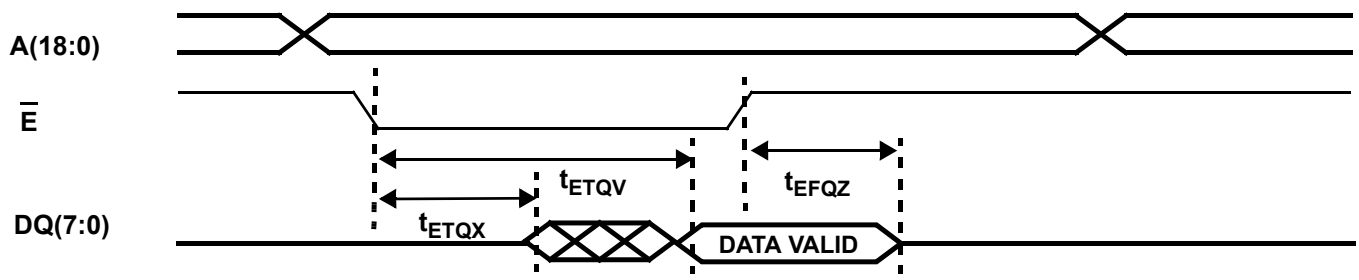 A(18:0)
E̅
tETQV
tEFQZ
tETQX
DQ(7:0)
DATA VALID